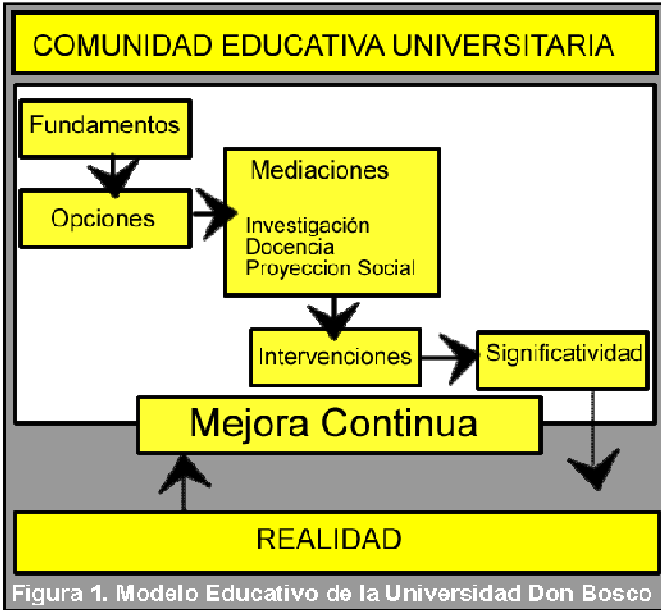 COMUNIDAD EDUCATIVA UNIVERSITARIA
Fundamentos
Opciones
Mediaciones
Investigación
Docencia
Proyeccion Social
Intervenciones
Significatividad
Mejora Continua
REALIDAD
Figura 1. Modelo Educativo de la Universidad Don Bosco